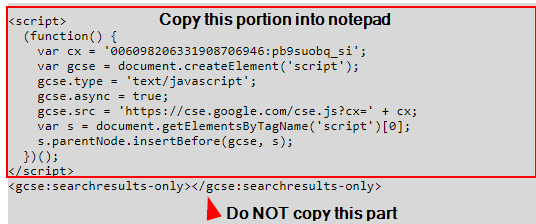 Copy this portion into notepad
<script>
(function() {
var cx = '006098206331908706946:pb9suobq_si';
var gcse = document.createElement('script');
gcse.type = 'text/javascript';
gcse.async = true;
gcse.src = 'https://cse.google.com/cse.js?cx=' + cx;
var s = document.getElementsByTagName('script')[0];
s.parentNode.insertBefore(gcse, s);
})();
</script>
<gcse:searchresults-only></gcse:searchresults-only>
Do NOT copy this part